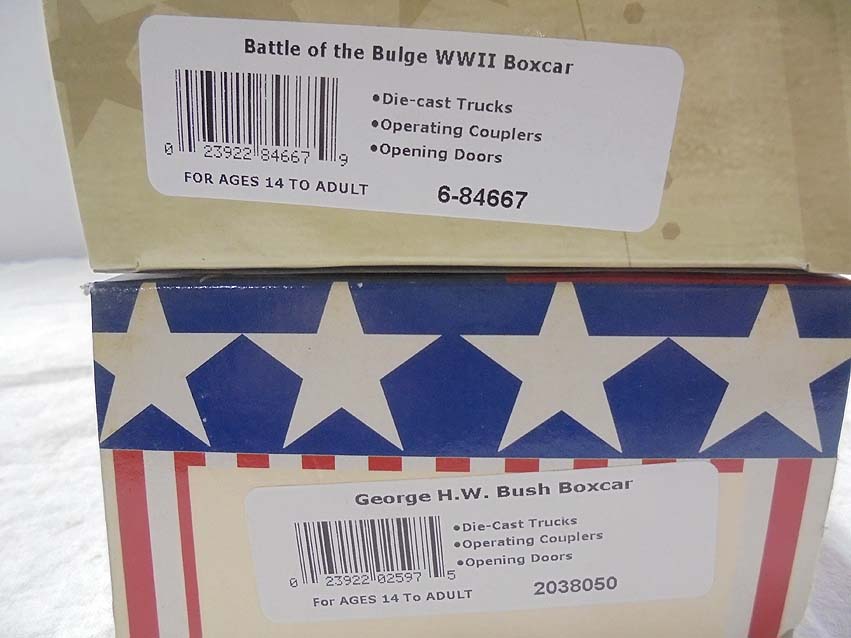 Battle of the Bulge WWII Boxcar
•Die-cast Trucks
•Operating Couplers
•Opening Doors
0 23922 84667 9
FOR AGES 14 TO ADULT
6-84667
George H.W. Bush Boxcar
•Die-Cast Trucks
•Operating Couplers
•Opening Doors
0 23922 02597 5
For AGES 14 To ADULT
2038050